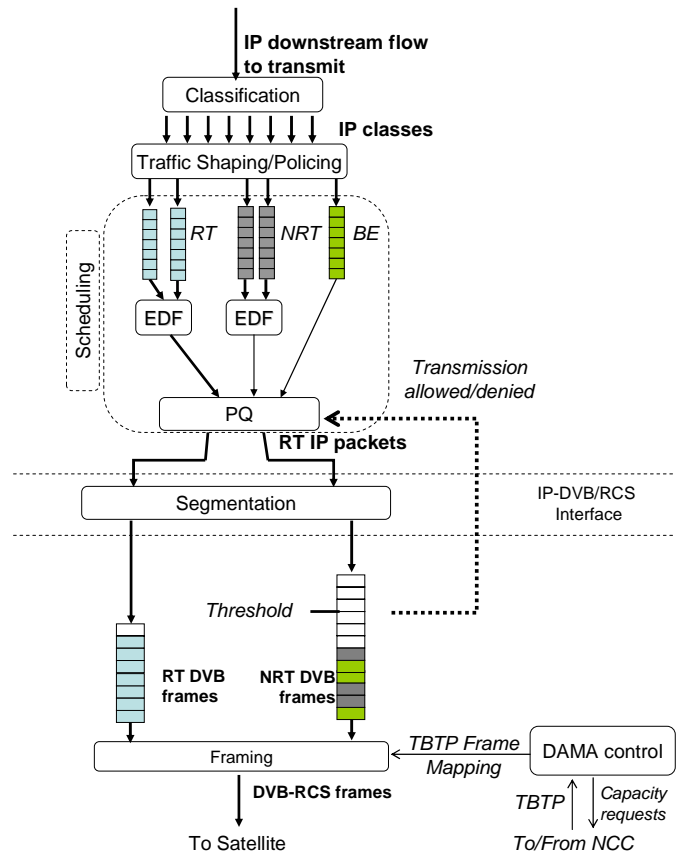 IP downstream flow
to transmit
Classification
IP classes
Traffic Shaping/Policing
Scheduling
RT
NRT
BE
EDF
EDF
Transmission
allowed/denied
PQ
RT IP packets
Segmentation
IP-DVB/RCS
Interface
Threshold
RT DVB
frames
NRT DVB
frames
Framing
TBTP Frame
Mapping
DAMA control
DVB-RCS frames
TBTP
Capacity
requests
To Satellite
To/From NCC